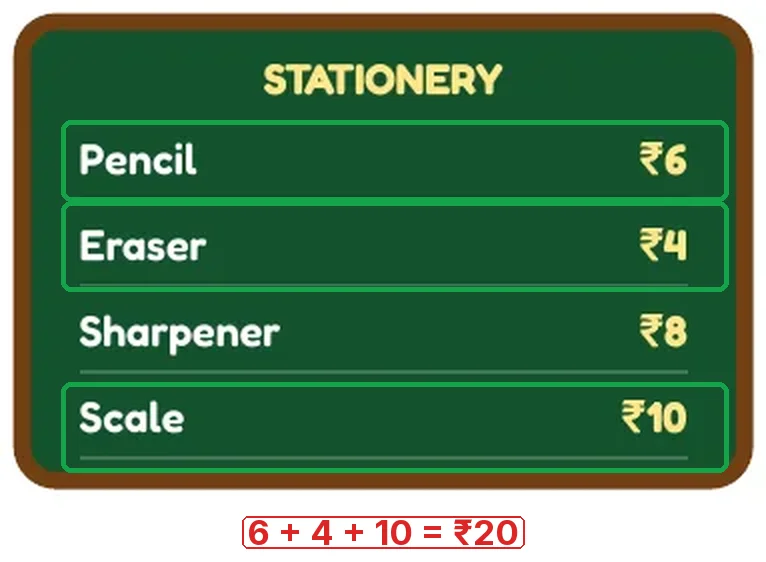 STATIONERY
Pencil ₹6
Eraser ₹4
Sharpener ₹8
Scale ₹10
6 + 4 + 10 = ₹20